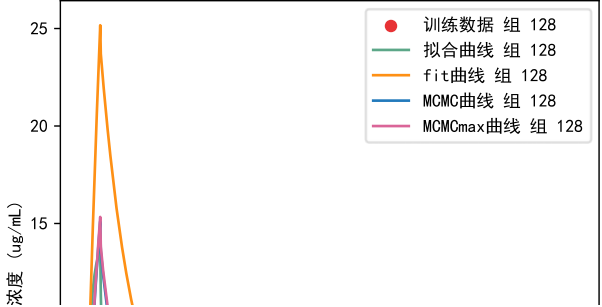 训练数据 组 128
拟合曲线 组 128
fit曲线 组 128
MCMC曲线 组 128
MCMCmax曲线 组 128
25
20
15
浓度 (ug/mL)